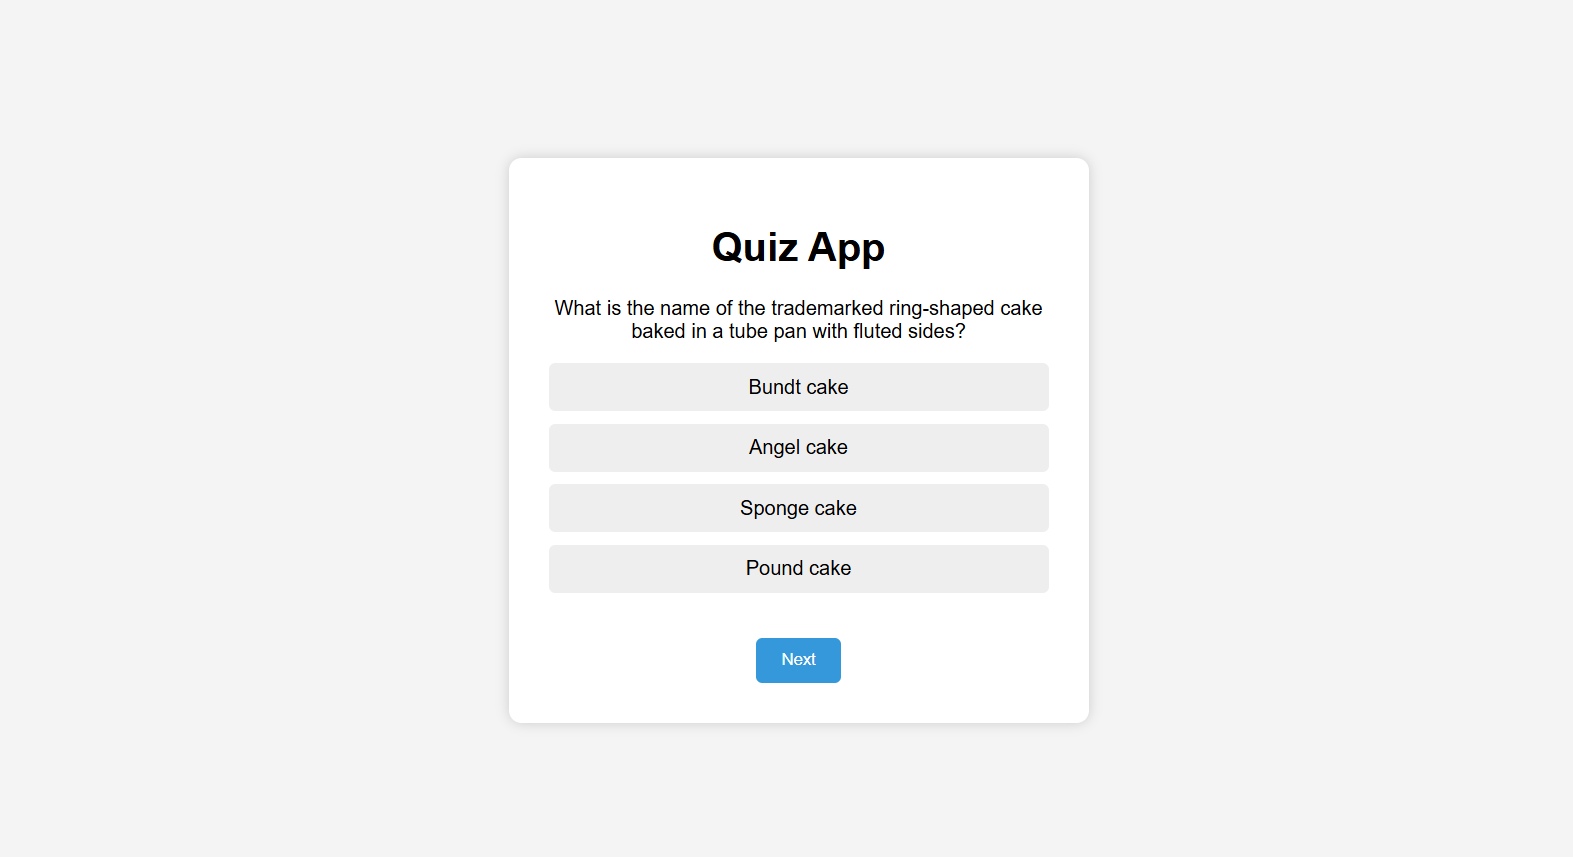 Quiz App
What is the name of the trademarked ring-shaped cake
baked in a tube pan with fluted sides?
Bundt cake
Angel cake
Sponge cake
Pound cake
Next